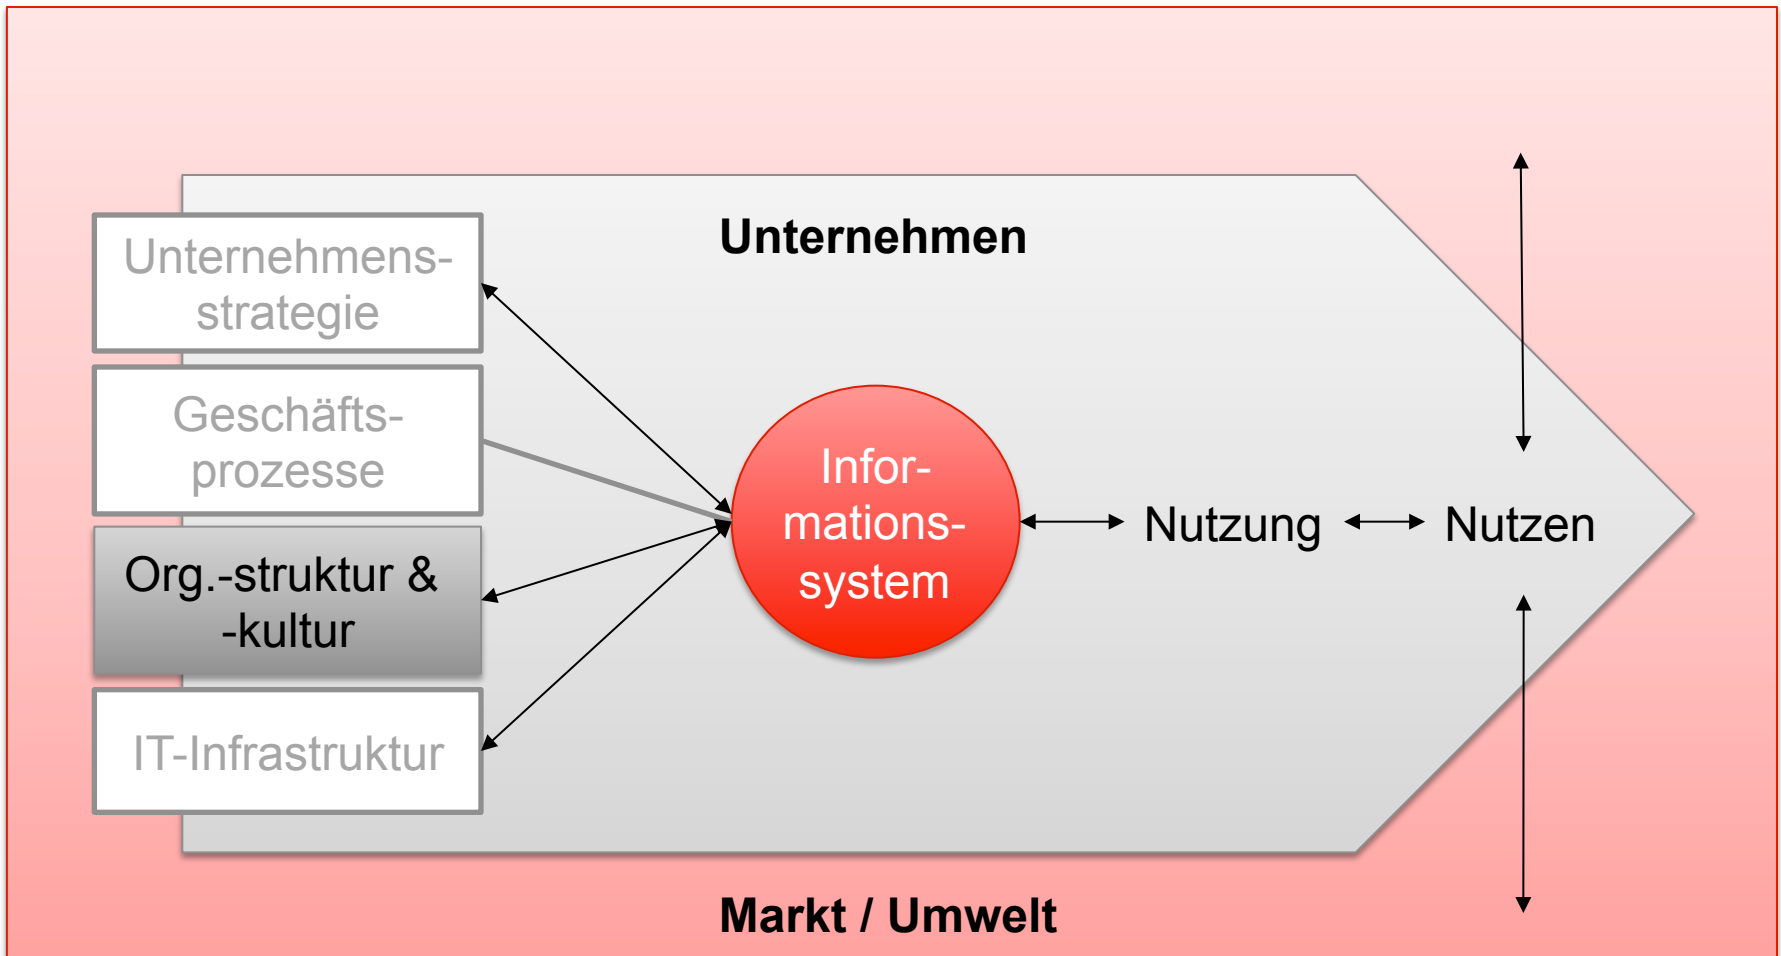 Unternehmen
Unternehmens-
strategie
Geschäfts-
prozesse
Org.-struktur &
-kultur
IT-Infrastruktur
Infor-
mations-
system
Nutzung
Nutzen
Markt / Umwelt